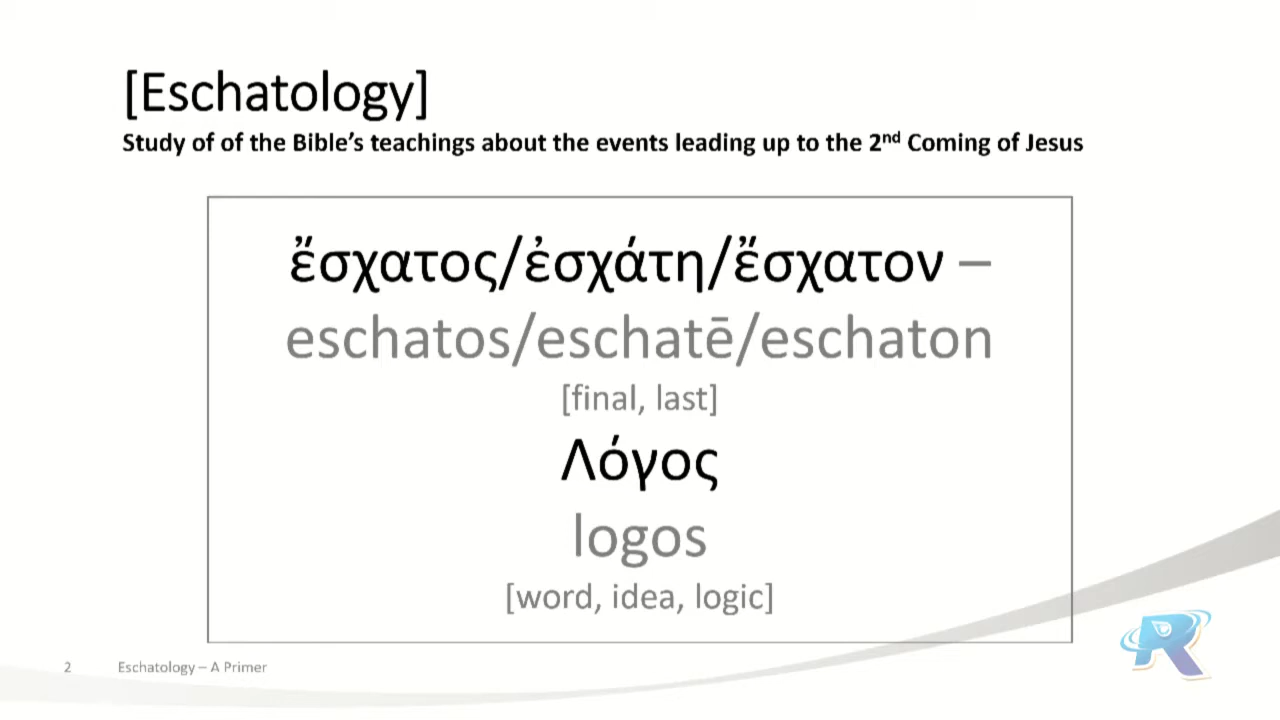 [Eschatology]
Study of of the Bible’s teachings about the events leading up to the 2nd Coming of Jesus
ἔσχατος/ἐσχάτη/ἔσχατον –
eschatos/eschatē/eschaton
[final, last]
Λόγος
logos
[word, idea, logic]
2 Eschatology – A Primer
R